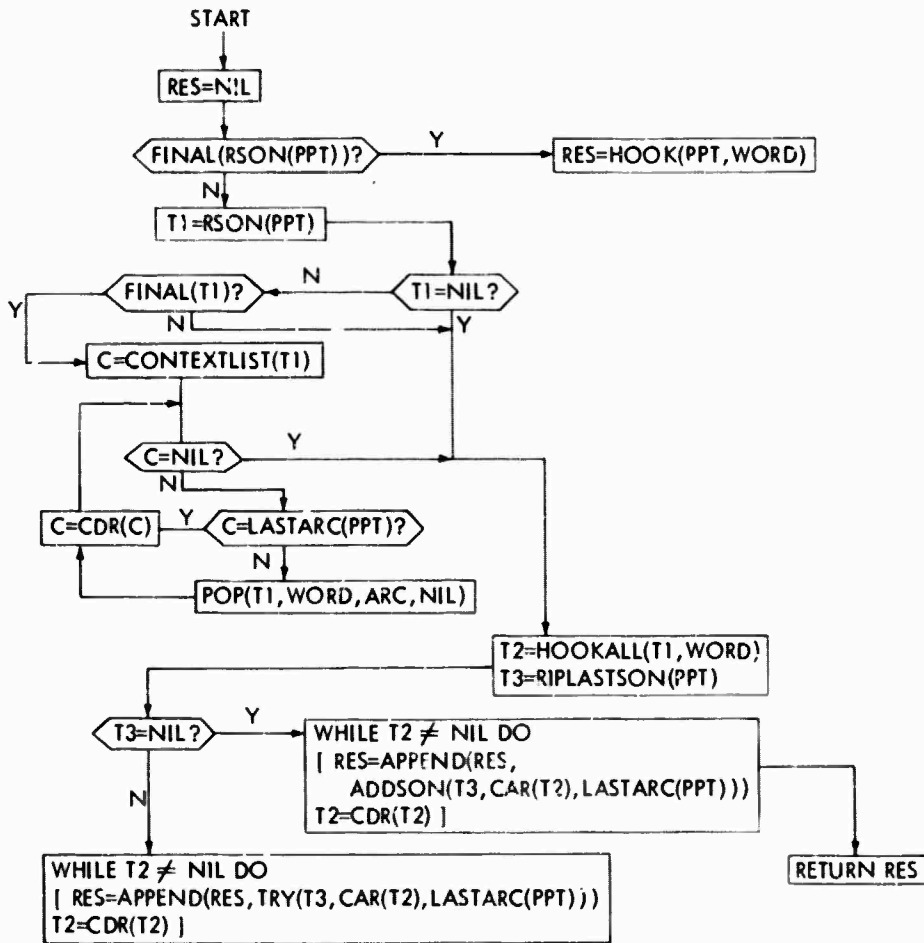 START
RES=NIL
FINAL(RSON(PPT))?
Y
RES=HOOK(PPT,WORD)
N
T1=RSON(PPT)
FINAL(T1)?
N
T1=NIL?
Y
N
Y
C=CONTEXTLIST(T1)
C=NIL?
Y
N
C=CDR(C)
Y
C=LASTARC(PPT)?
N
POP(T1,WORD,ARC,NIL)
T2=HOOKALL(T1,WORD)
T3=RIPLASTSON(PPT)
T3=NIL?
Y
WHILE T2 ≠ NIL DO
[ RES=APPEND(RES,
ADDSON(T3,CAR(T2),LASTARC(PPT)))
T2=CDR(T2) ]
N
RETURN RES
WHILE T2 ≠ NIL DO
[ RES=APPEND(RES,TRY(T3,CAR(T2),LASTARC(PPT)))
T2=CDR(T2) ]